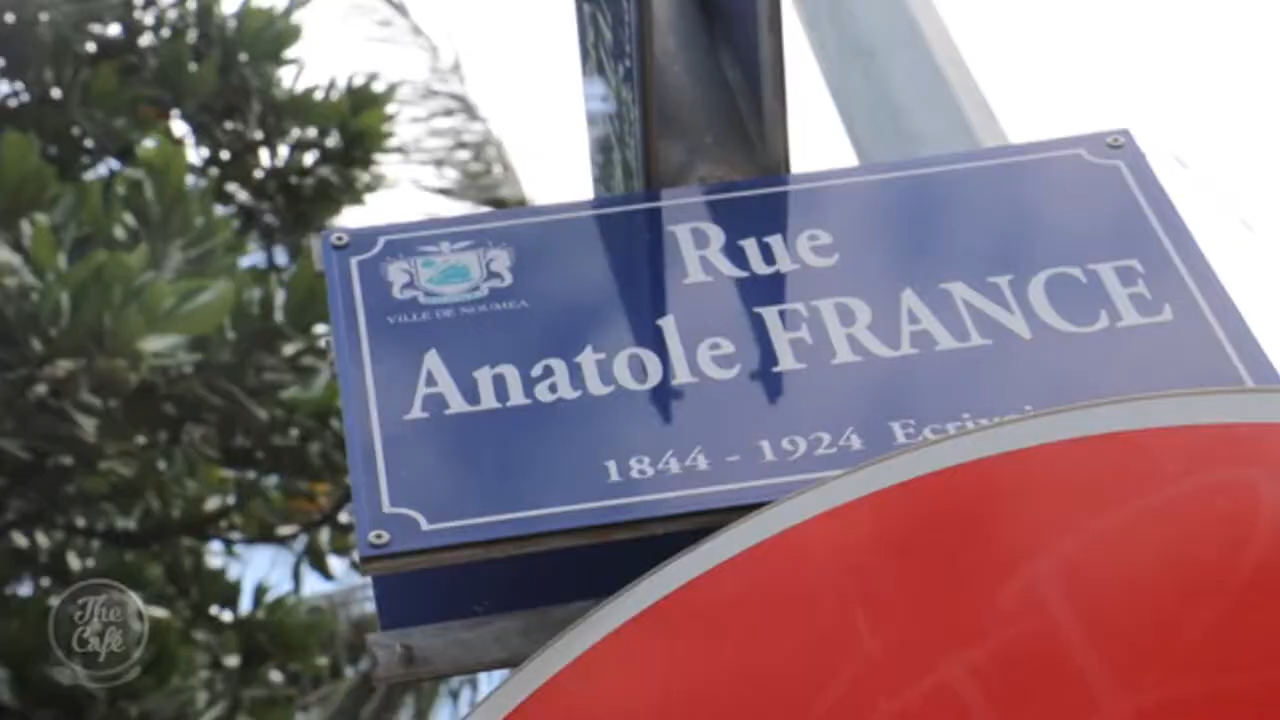 VILLE DE NOUMEA
Rue
Anatole FRANCE
1844 - 1924
The
Café